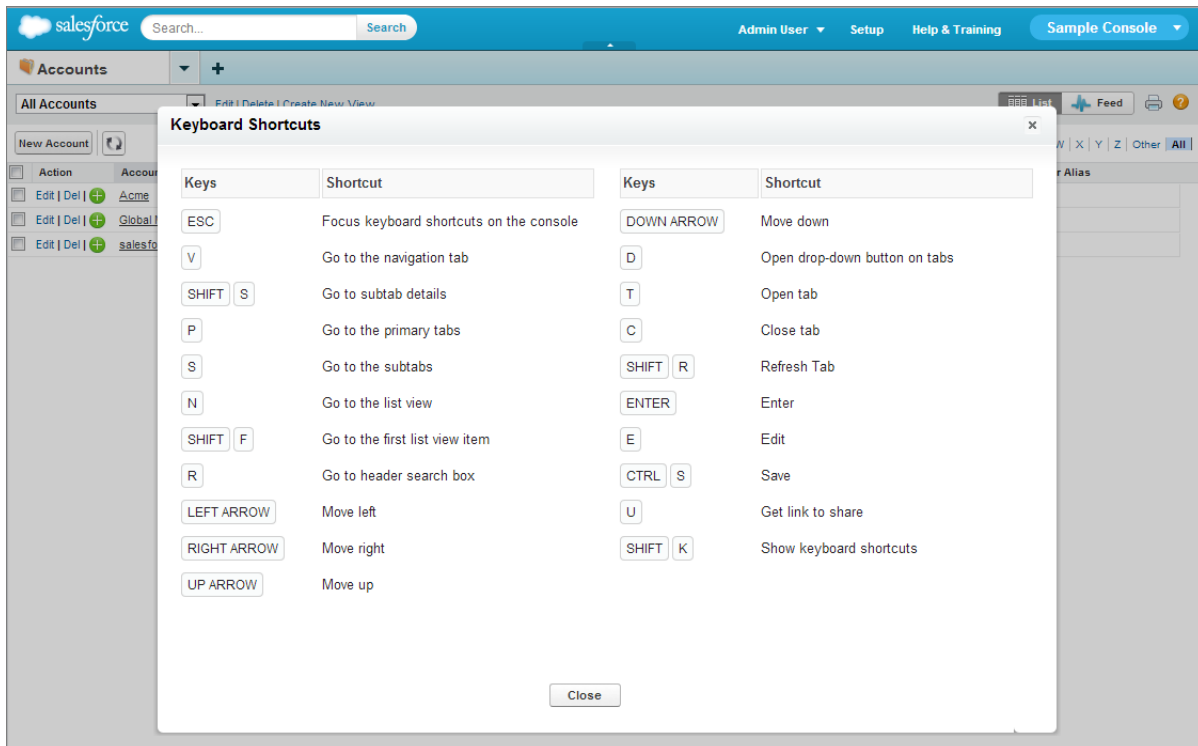 salesforce Search... Search Admin User Setup Help & Training Sample Console
Accounts +
All Accounts Edit | Delete | Create New View List Feed
Keyboard Shortcuts
New Account W | X | Y | Z | Other All
Action
Keys Shortcut Keys Shortcut
Edit | Del | Acme
ESC Focus keyboard shortcuts on the console DOWN ARROW Move down
Edit | Del | Global
Edit | Del |
V Go to the navigation tab D Open drop-down button on tabs
SHIFT S Go to subtab details T Open tab
P Go to the primary tabs C Close tab
S Go to the subtabs SHIFT R Refresh Tab
N Go to the list view ENTER Enter
SHIFT F Go to the first list view item E Edit
R Go to header search box CTRL S Save
LEFT ARROW Move left U Get link to share
RIGHT ARROW Move right SHIFT K Show keyboard shortcuts
UP ARROW Move up
Close